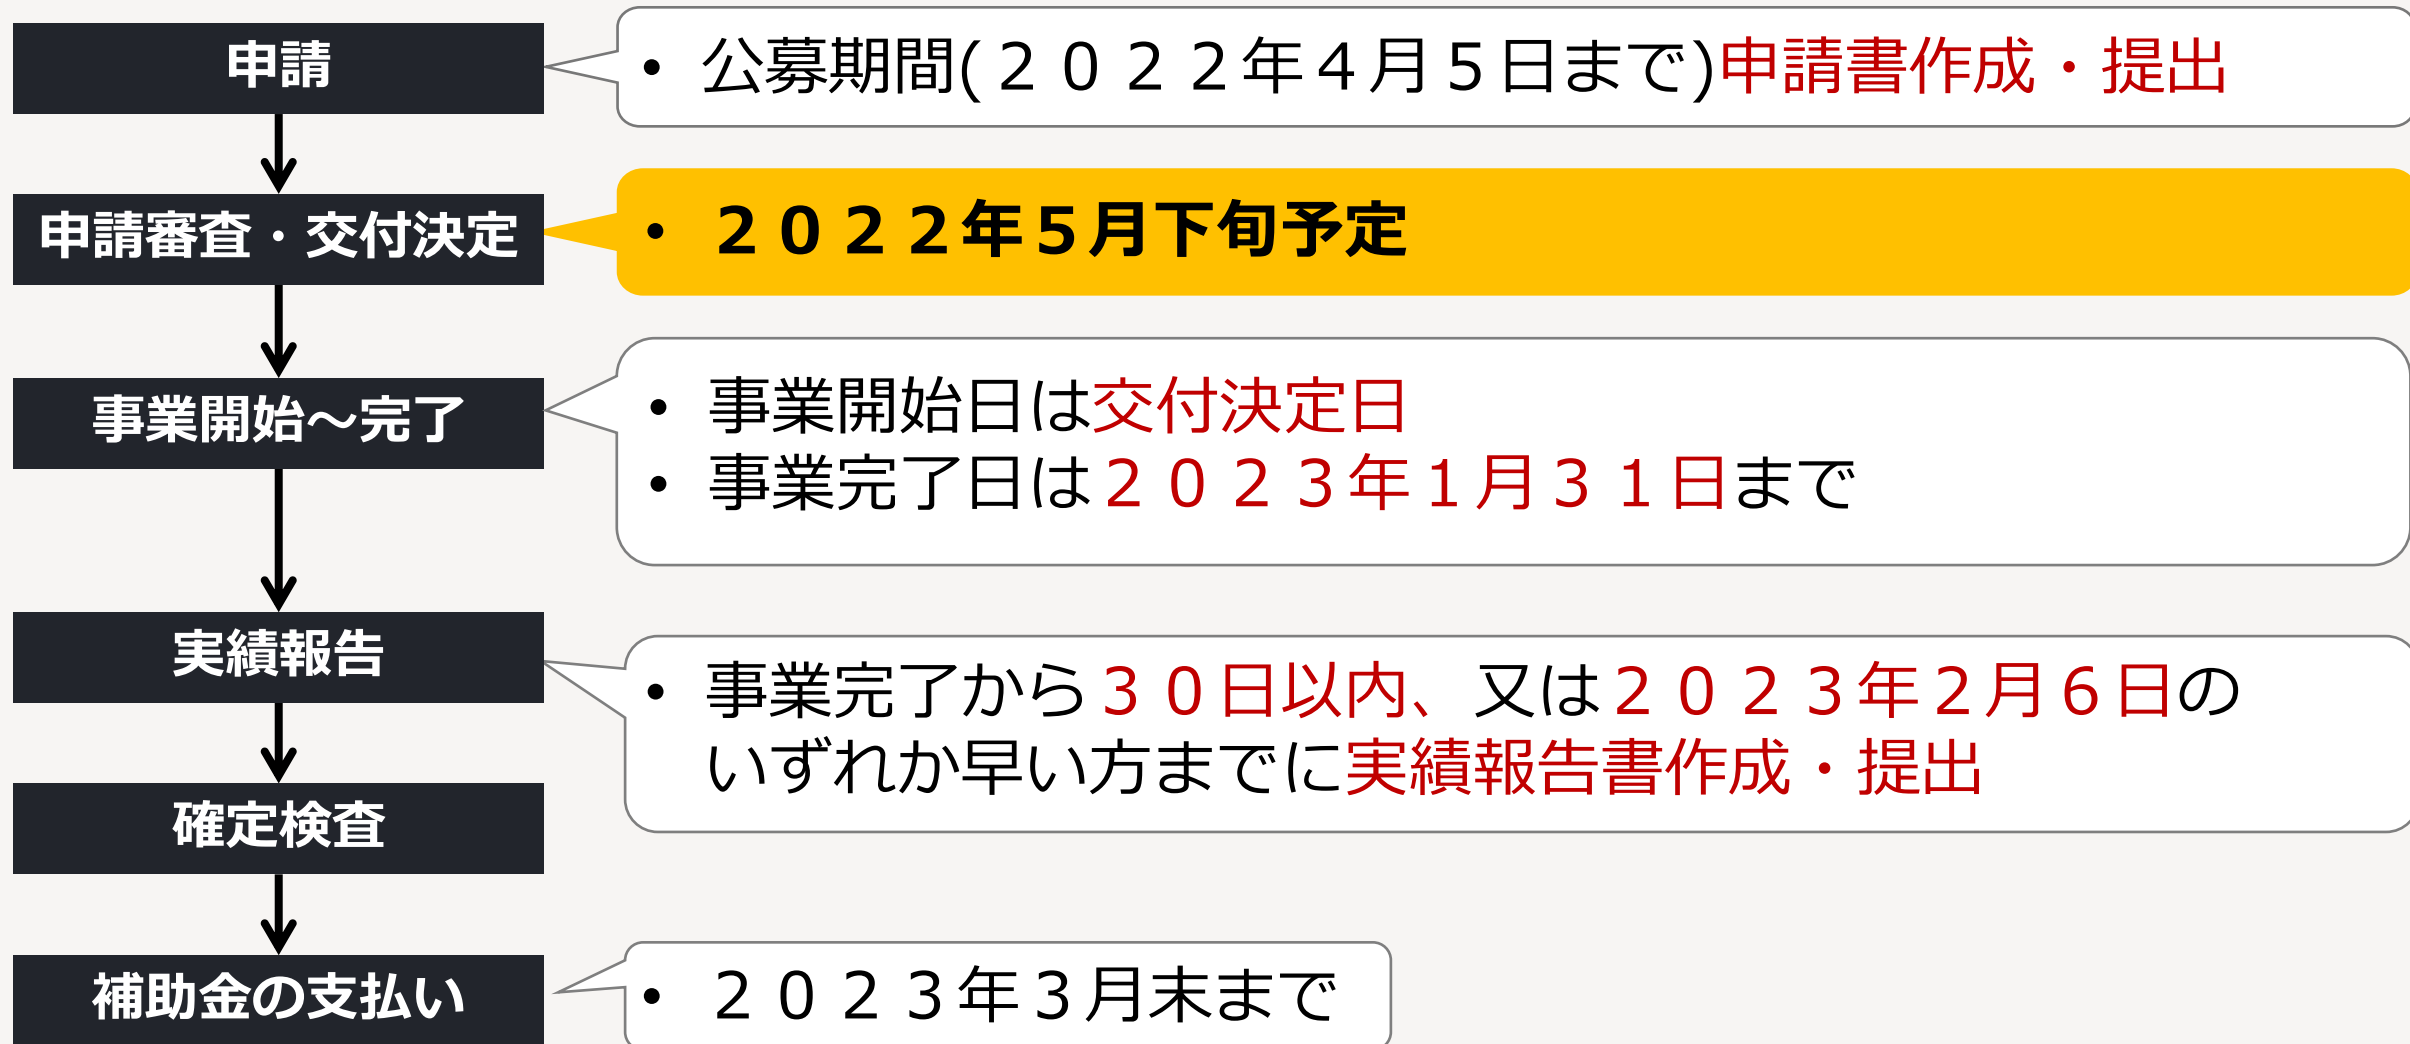 申請
• 公募期間(２０２２年４月５日まで)申請書作成・提出
申請審査・交付決定
• ２０２２年５月下旬予定
事業開始～完了
• 事業開始日は交付決定日
• 事業完了日は２０２３年１月３１日まで
実績報告
• 事業完了から３０日以内、又は２０２３年２月６日の
いずれか早い方までに実績報告書作成・提出
確定検査
補助金の支払い
• ２０２３年３月末まで